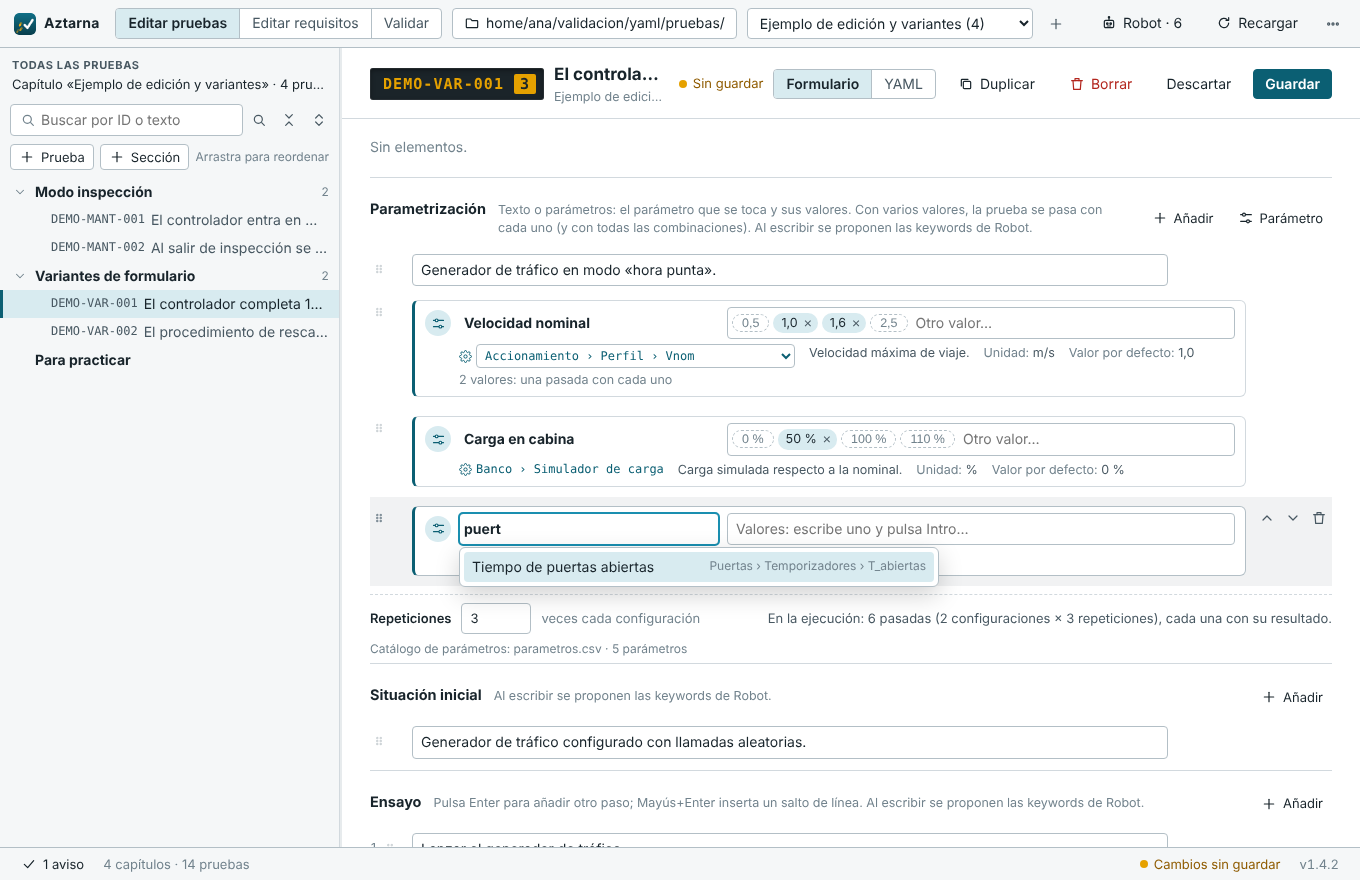 Aztarna
Editar pruebas
Editar requisitos
Validar
home/ana/validacion/yaml/pruebas/
Ejemplo de edición y variantes (4)
Robot · 6
Recargar
TODAS LAS PRUEBAS
Capítulo «Ejemplo de edición y variantes» · 4 pru...
Buscar por ID o texto
Prueba
Sección
Arrastra para reordenar
Modo inspección 2
DEMO-MANT-001 El controlador entra en ...
DEMO-MANT-002 Al salir de inspección se ...
Variantes de formulario 2
DEMO-VAR-001 El controlador completa 1...
DEMO-VAR-002 El procedimiento de resca...
Para practicar
DEMO-VAR-001 3
El controla...
Ejemplo de edici...
Sin guardar
Formulario
YAML
Duplicar
Borrar
Descartar
Guardar
Sin elementos.
Parametrización
Texto o parámetros: el parámetro que se toca y sus valores. Con varios valores, la prueba se pasa con
cada uno (y con todas las combinaciones). Al escribir se proponen las keywords de Robot.
Añadir
Parámetro
Generador de tráfico en modo «hora punta».
Velocidad nominal
0,5 1,0 × 1,6 × 2,5 Otro valor...
Accionamiento › Perfil › Vnom
Velocidad máxima de viaje. Unidad: m/s Valor por defecto: 1,0
2 valores: una pasada con cada uno
Carga en cabina
0 % 50 % × 100 % 110 % Otro valor...
Banco › Simulador de carga
Carga simulada respecto a la nominal. Unidad: % Valor por defecto: 0 %
puert
Valores: escribe uno y pulsa Intro...
Tiempo de puertas abiertas
Puertas › Temporizadores › T_abiertas
Repeticiones 3 veces cada configuración
En la ejecución: 6 pasadas (2 configuraciones × 3 repeticiones), cada una con su resultado.
Catálogo de parámetros: parametros.csv · 5 parámetros
Situación inicial
Al escribir se proponen las keywords de Robot.
Añadir
Generador de tráfico configurado con llamadas aleatorias.
Ensayo
Pulsa Enter para añadir otro paso; Mayús+Enter inserta un salto de línea. Al escribir se proponen las keywords de Robot.
Añadir
1 Lanzar el generador de tráfico.
1 aviso
4 capítulos · 14 pruebas
Cambios sin guardar
v1.4.2